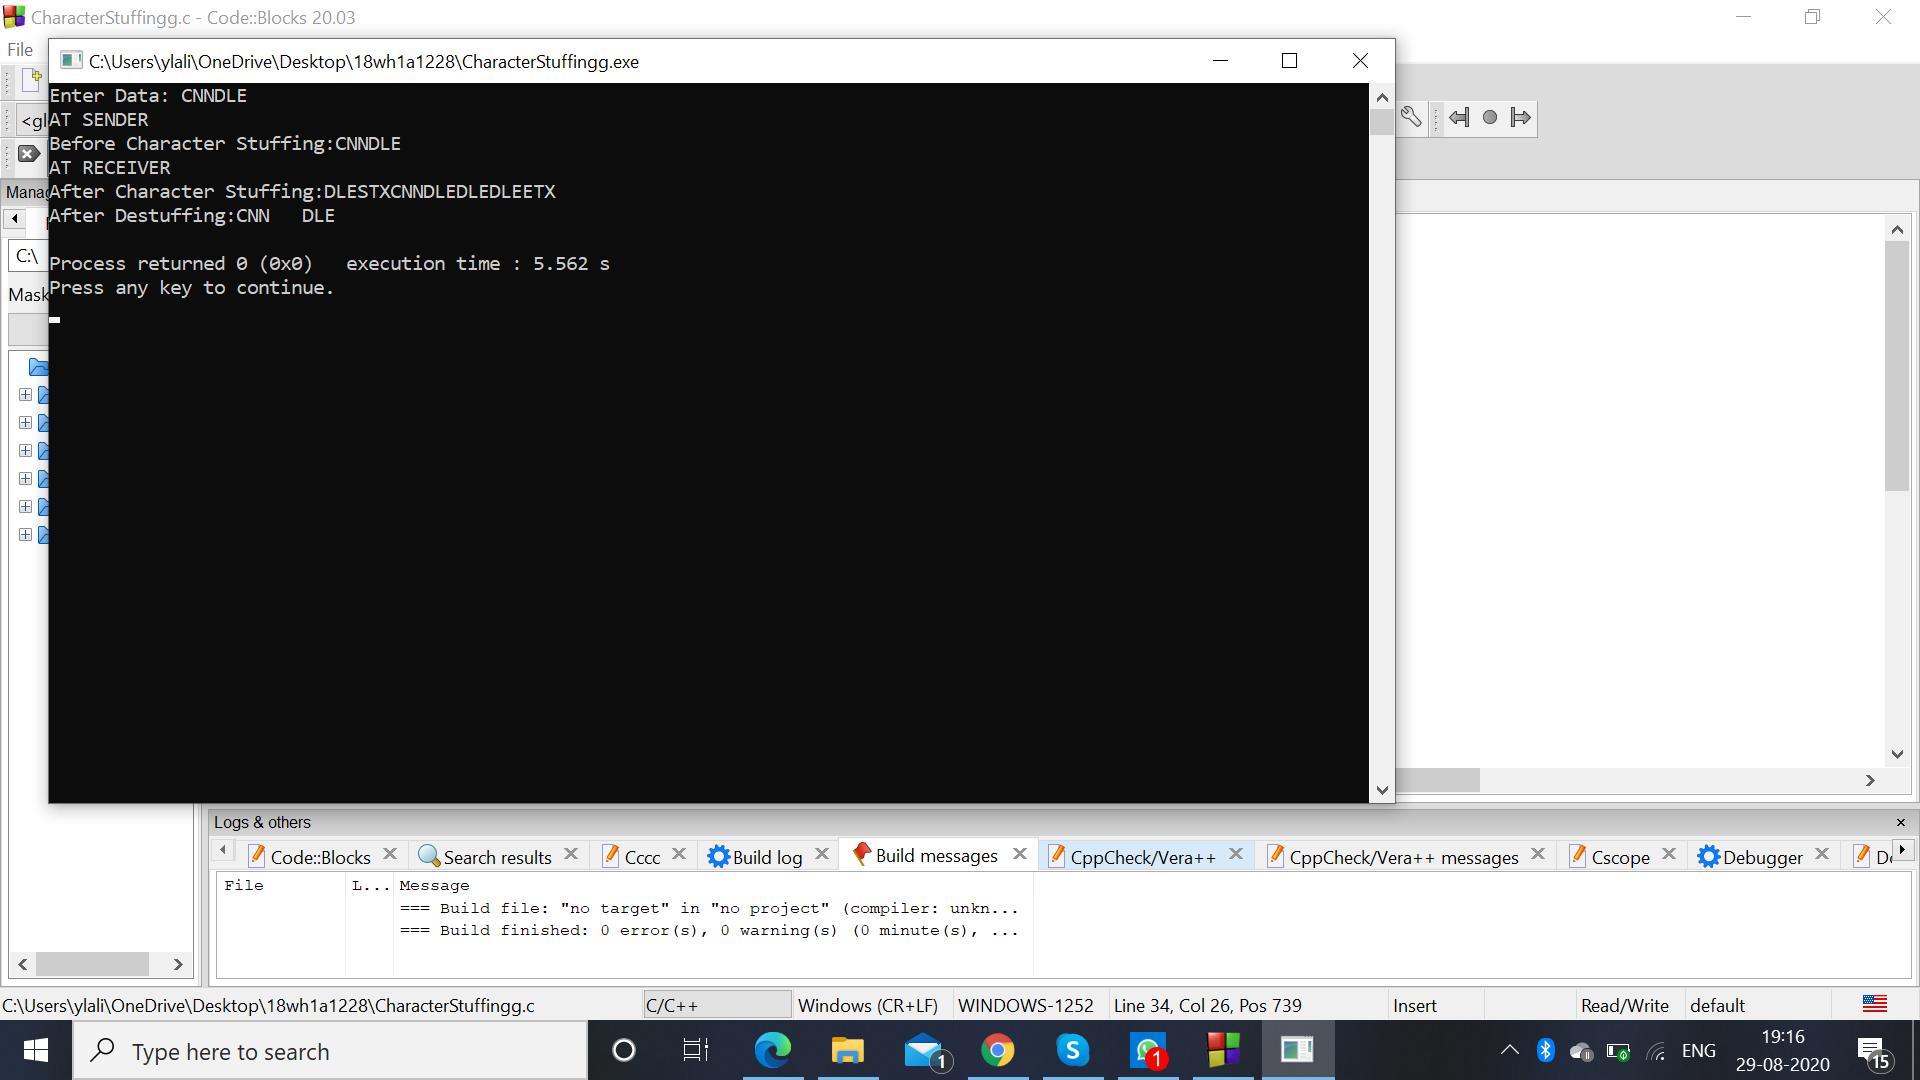 CharacterStuffingg.c - Code::Blocks 20.03
File
C:\Users\ylali\OneDrive\Desktop\18wh1a1228\CharacterStuffingg.exe
Enter Data: CNNDLE
AT SENDER
Before Character Stuffing:CNNDLE
AT RECEIVER
After Character Stuffing:DLESTXCNNDLEDLEDLEETX
After Destuffing:CNN   DLE
Process returned 0 (0x0)   execution time : 5.562 s
Press any key to continue.
<gl
Manag
C:\
Mask
Logs & others
Code::Blocks
Search results
Cccc
Build log
Build messages
CppCheck/Vera++
CppCheck/Vera++ messages
Cscope
Debugger
File L... Message
=== Build file: "no target" in "no project" (compiler: unkn...
=== Build finished: 0 error(s), 0 warning(s) (0 minute(s), ...
C:\Users\ylali\OneDrive\Desktop\18wh1a1228\CharacterStuffingg.c C/C++ Windows (CR+LF) WINDOWS-1252 Line 34, Col 26, Pos 739 Insert Read/Write default
Type here to search
1
1
ENG
19:16
29-08-2020
15